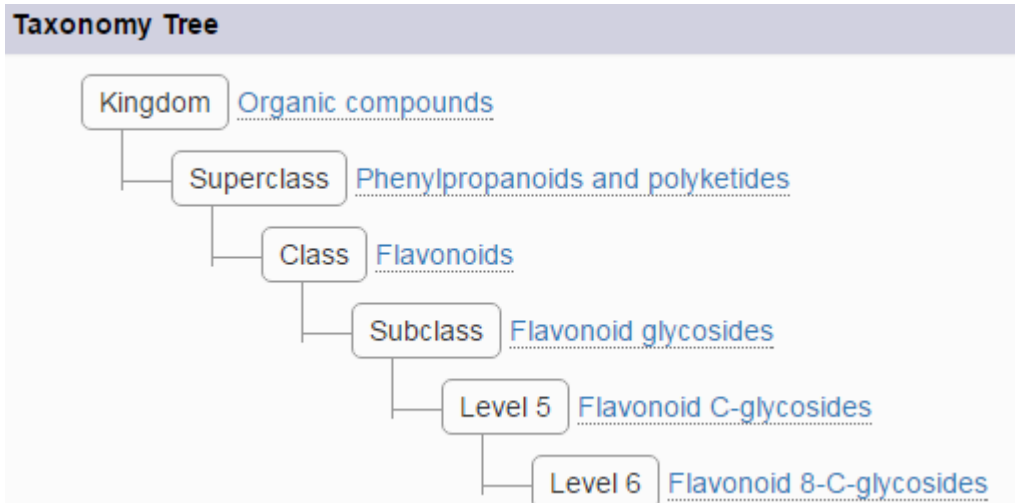 Taxonomy Tree
Kingdom Organic compounds
Superclass Phenylpropanoids and polyketides
Class Flavonoids
Subclass Flavonoid glycosides
Level 5 Flavonoid C-glycosides
Level 6 Flavonoid 8-C-glycosides